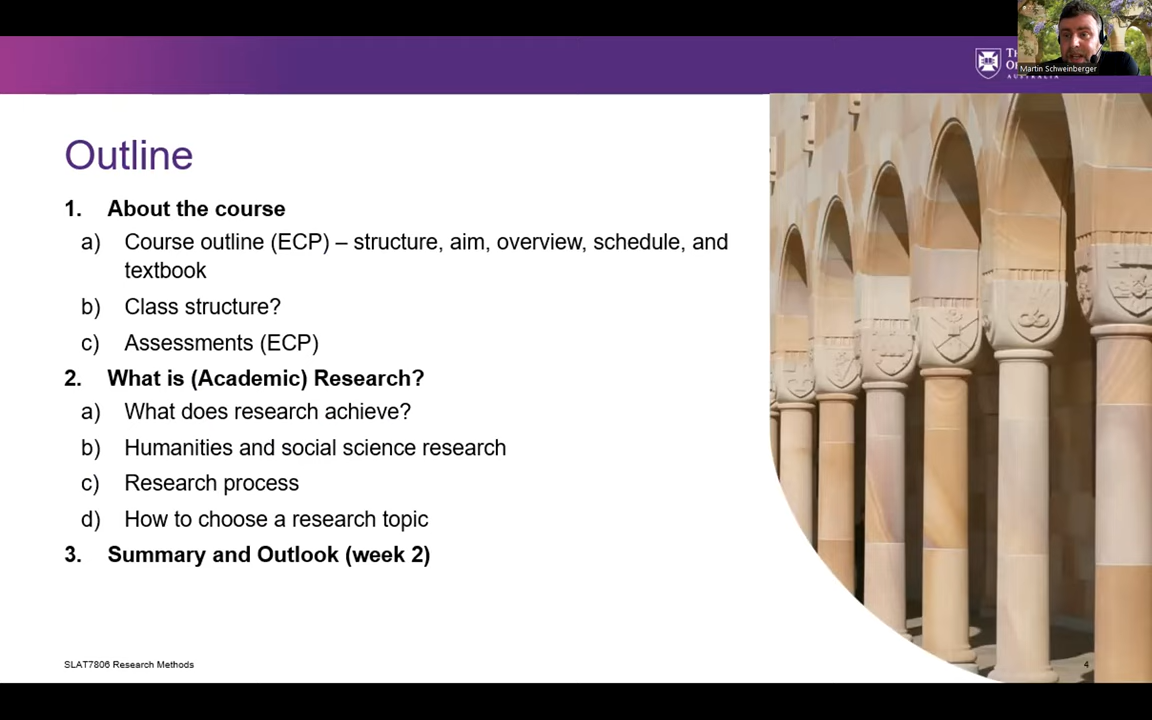 Martin Schweinberger
AUSTRALIA
Outline
1. About the course
a) Course outline (ECP) – structure, aim, overview, schedule, and
textbook
b) Class structure?
c) Assessments (ECP)
2. What is (Academic) Research?
a) What does research achieve?
b) Humanities and social science research
c) Research process
d) How to choose a research topic
3. Summary and Outlook (week 2)
SLAT7806 Research Methods
4